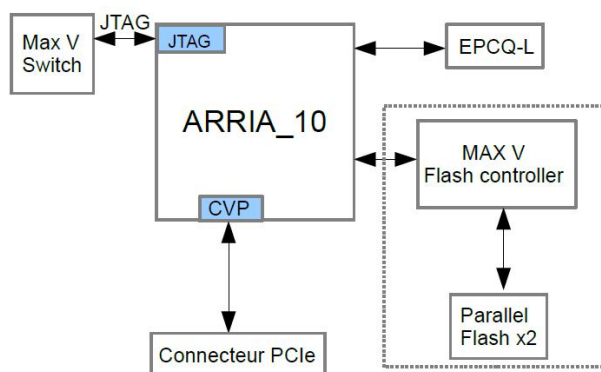 JTAG
Max V
Switch
JTAG
EPCQ-L
ARRIA_10
MAX V
Flash controller
CVP
Parallel
Flash x2
Connecteur PCIe